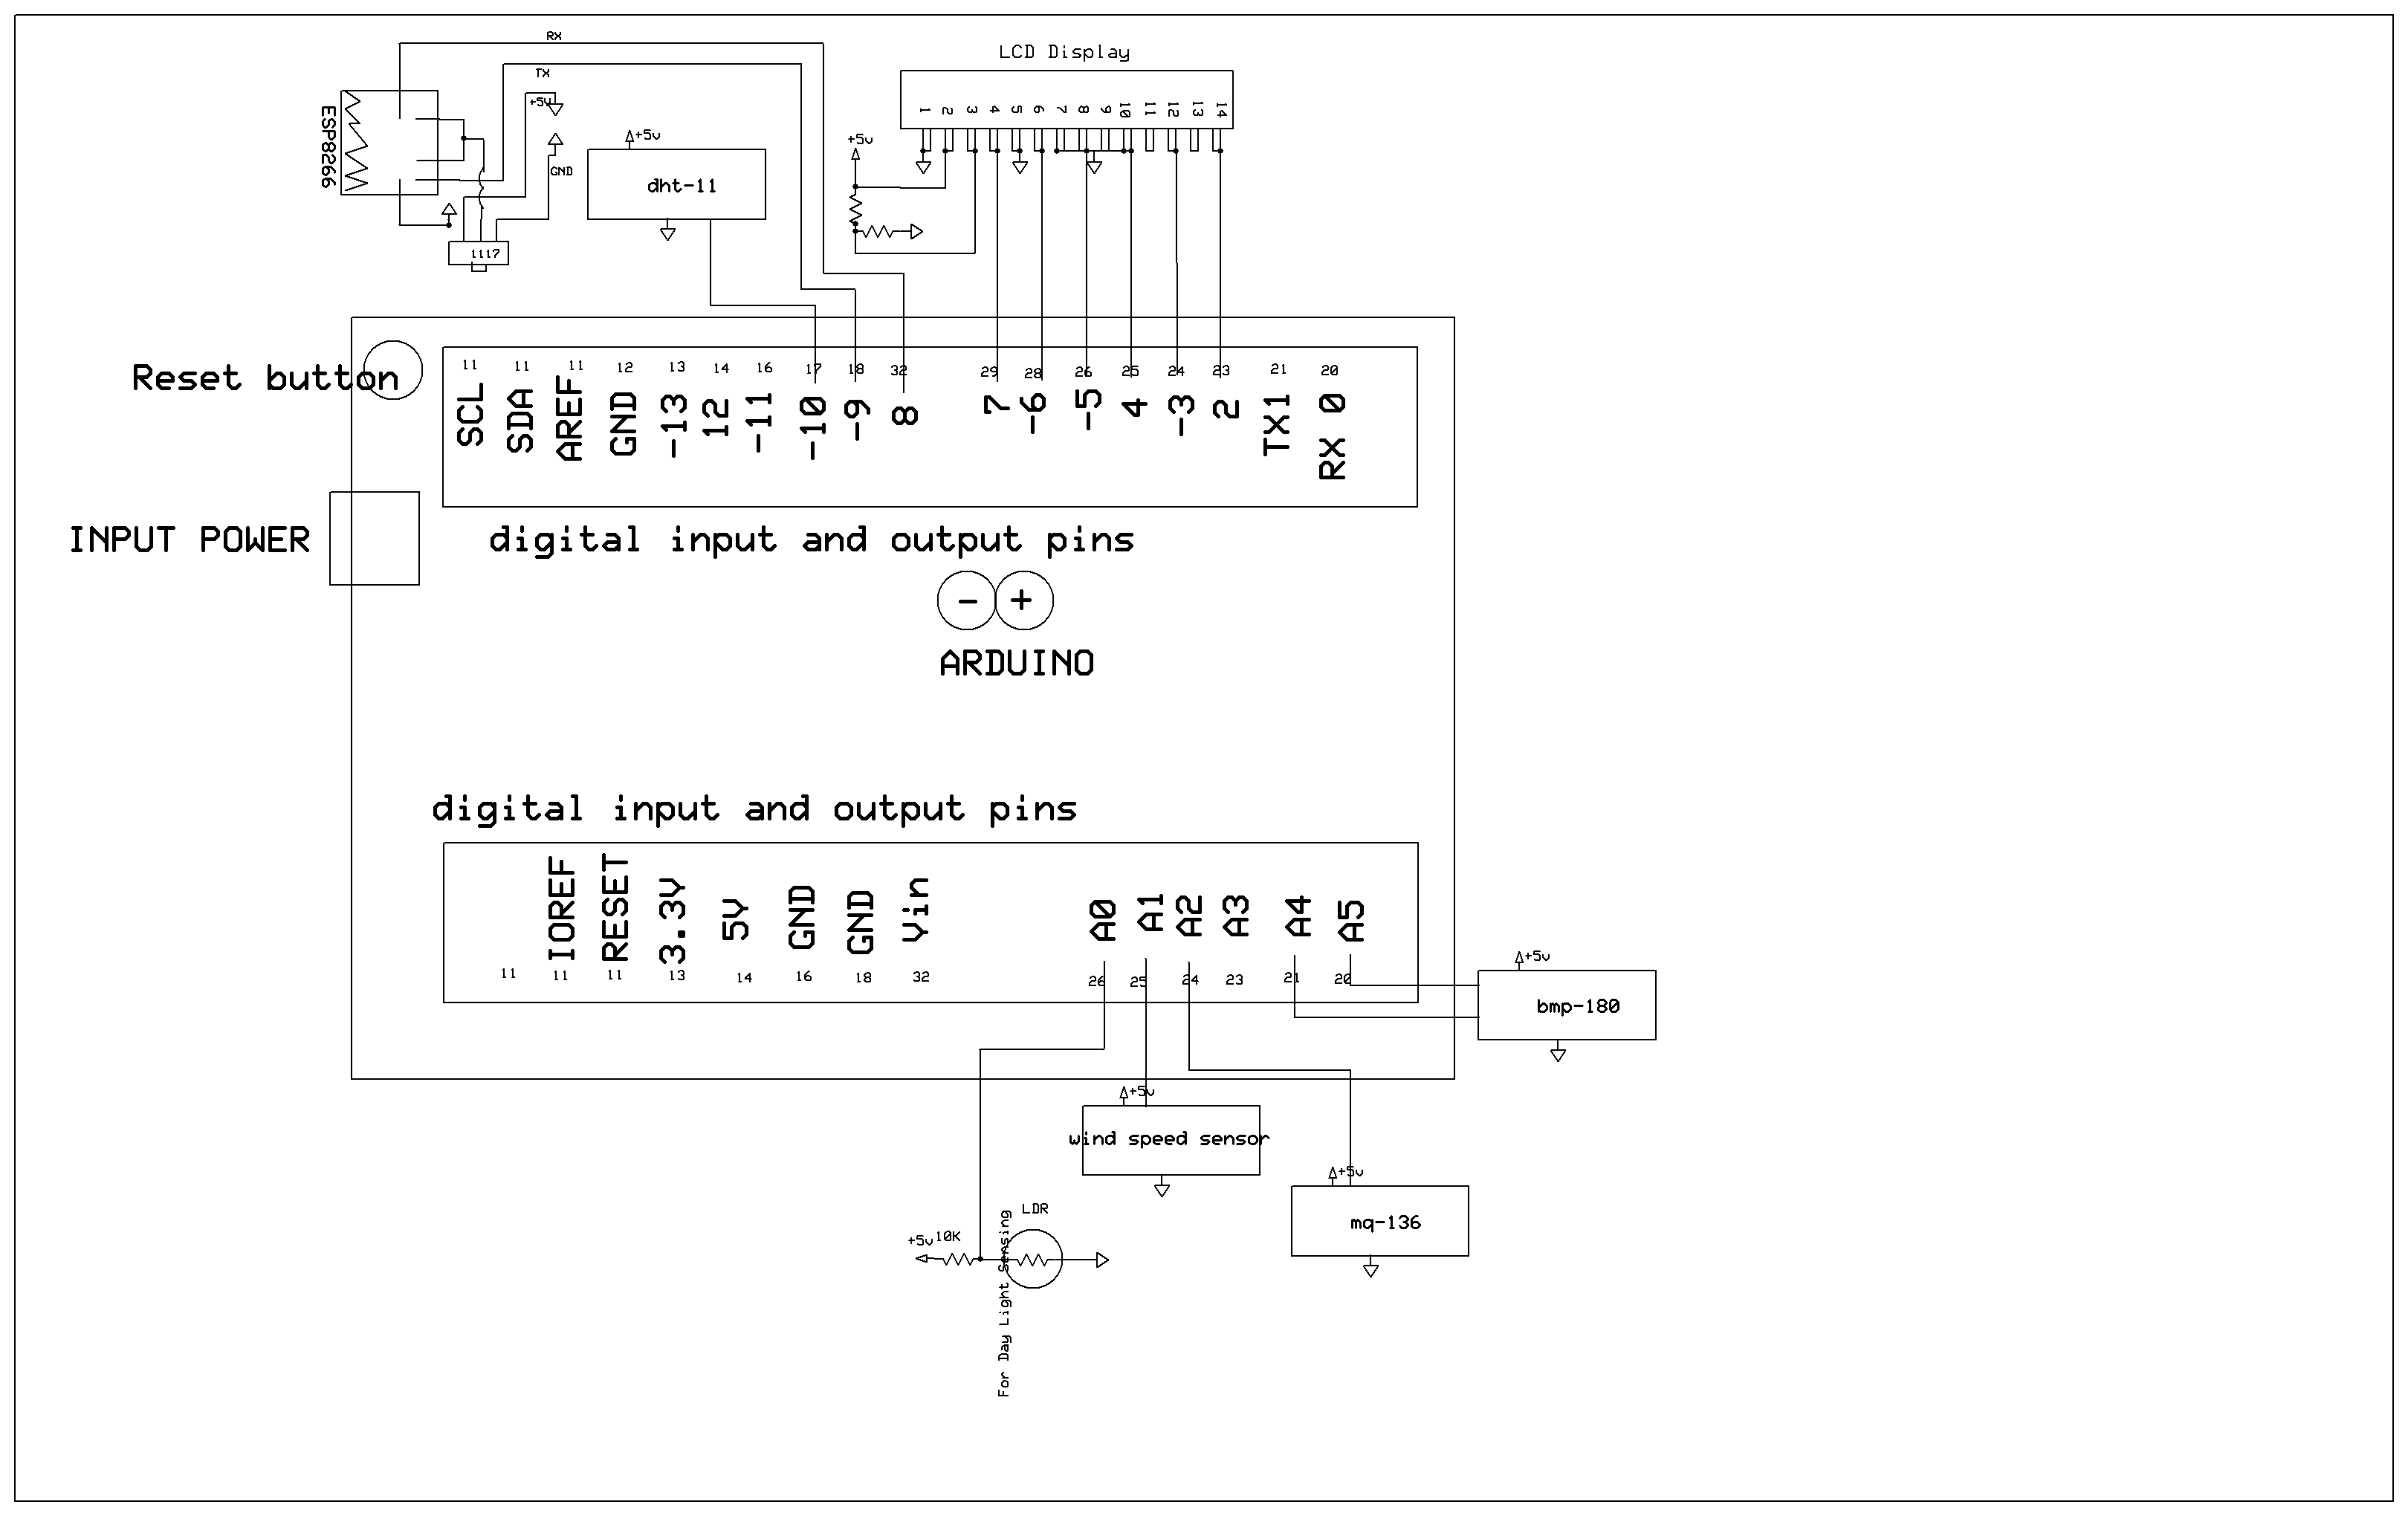 RX
LCD Display
TX
+5v
ESP8266
1 2 3 4 5 6 7 8 9 10 11 12 13 14
+5v
+5v
GND
dht-11
1117
Reset button
11 11 11 12 13 14 16 17 18 32 29 28 26 25 24 23 21 20
SCL SDA AREF GND -13 12 -11 -10 -9 8 7 -6 -5 4 -3 2 TX1 RX 0
INPUT POWER
digital input and output pins
- +
ARDUINO
digital input and output pins
IOREF RESET 3.3V 5V GND GND Vin A0 A1 A2 A3 A4 A5
11 11 11 13 14 16 18 32 26 25 24 23 21 20
+5v
bmp-180
+5v
wind speed sensor
+5v
mq-136
LDR
+5v 10K
For Day Light Sensing